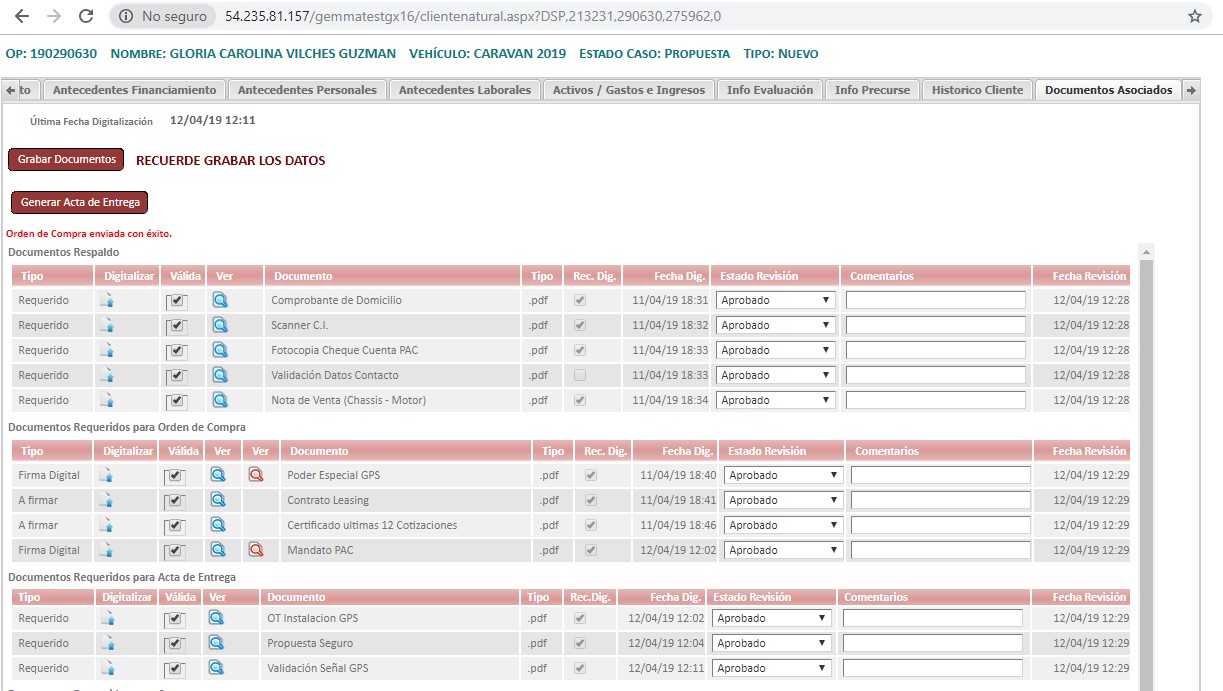 No seguro 54.235.81.157/gemmatestgx16/clientenatural.aspx?DSP,213231,290630,275962,0
OP: 190290630 NOMBRE: GLORIA CAROLINA VILCHES GUZMAN VEHÍCULO: CARAVAN 2019 ESTADO CASO: PROPUESTA TIPO: NUEVO
to Antecedentes Financiamiento Antecedentes Personales Antecedentes Laborales Activos / Gastos e Ingresos Info Evaluación Info Precurse Historico Cliente Documentos Asociados
Última Fecha Digitalización 12/04/19 12:11
Grabar Documentos RECUERDE GRABAR LOS DATOS
Generar Acta de Entrega
Orden de Compra enviada con éxito.
Documentos Respaldo
Tipo Digitalizar Válida Ver Documento Tipo Rec. Dig. Fecha Dig. Estado Revisión Comentarios Fecha Revisión
Requerido Comprobante de Domicilio .pdf 11/04/19 18:31 Aprobado 12/04/19 12:28
Requerido Scanner C.I. .pdf 11/04/19 18:32 Aprobado 12/04/19 12:28
Requerido Fotocopia Cheque Cuenta PAC .pdf 11/04/19 18:33 Aprobado 12/04/19 12:28
Requerido Validación Datos Contacto .pdf 11/04/19 18:33 Aprobado 12/04/19 12:28
Requerido Nota de Venta (Chassis - Motor) .pdf 11/04/19 18:34 Aprobado 12/04/19 12:28
Documentos Requeridos para Orden de Compra
Tipo Digitalizar Válida Ver Ver Documento Tipo Rec. Dig. Fecha Dig. Estado Revisión Comentarios Fecha Revisión
Firma Digital Poder Especial GPS .pdf 11/04/19 18:40 Aprobado 12/04/19 12:29
A firmar Contrato Leasing .pdf 11/04/19 18:41 Aprobado 12/04/19 12:29
A firmar Certificado ultimas 12 Cotizaciones .pdf 11/04/19 18:46 Aprobado 12/04/19 12:29
Firma Digital Mandato PAC .pdf 12/04/19 12:02 Aprobado 12/04/19 12:29
Documentos Requeridos para Acta de Entrega
Tipo Digitalizar Válida Ver Documento Tipo Rec.Dig. Fecha Dig. Estado Revisión Comentarios Fecha Revisión
Requerido OT Instalacion GPS .pdf 12/04/19 12:02 Aprobado 12/04/19 12:29
Requerido Propuesta Seguro .pdf 12/04/19 12:04 Aprobado 12/04/19 12:29
Requerido Validación Señal GPS .pdf 12/04/19 12:11 Aprobado 12/04/19 12:29